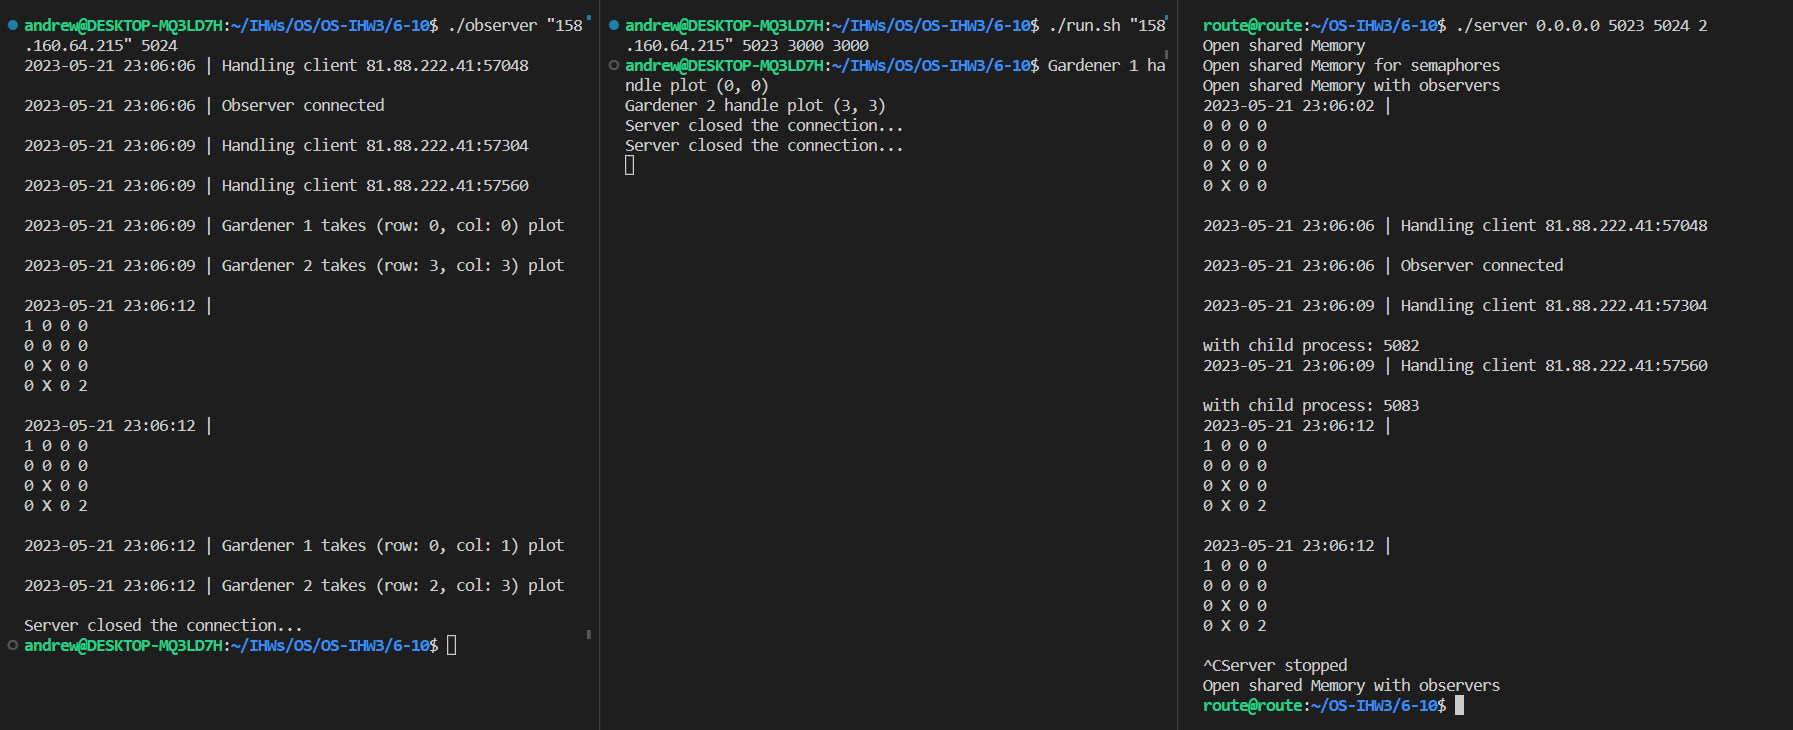 andrew@DESKTOP-MQ3LD7H:~/IHWs/OS/OS-IHW3/6-10$ ./observer "158
.160.64.215" 5024
2023-05-21 23:06:06 | Handling client 81.88.222.41:57048
2023-05-21 23:06:06 | Observer connected
2023-05-21 23:06:09 | Handling client 81.88.222.41:57304
2023-05-21 23:06:09 | Handling client 81.88.222.41:57560
2023-05-21 23:06:09 | Gardener 1 takes (row: 0, col: 0) plot
2023-05-21 23:06:09 | Gardener 2 takes (row: 3, col: 3) plot
2023-05-21 23:06:12 |
1 0 0 0
0 0 0 0
0 X 0 0
0 X 0 2
2023-05-21 23:06:12 |
1 0 0 0
0 0 0 0
0 X 0 0
0 X 0 2
2023-05-21 23:06:12 | Gardener 1 takes (row: 0, col: 1) plot
2023-05-21 23:06:12 | Gardener 2 takes (row: 2, col: 3) plot
Server closed the connection...
andrew@DESKTOP-MQ3LD7H:~/IHWs/OS/OS-IHW3/6-10$
andrew@DESKTOP-MQ3LD7H:~/IHWs/OS/OS-IHW3/6-10$ ./run.sh "158
.160.64.215" 5023 3000 3000
andrew@DESKTOP-MQ3LD7H:~/IHWs/OS/OS-IHW3/6-10$ Gardener 1 ha
ndle plot (0, 0)
Gardener 2 handle plot (3, 3)
Server closed the connection...
Server closed the connection...
route@route:~/OS-IHW3/6-10$ ./server 0.0.0.0 5023 5024 2
Open shared Memory
Open shared Memory for semaphores
Open shared Memory with observers
2023-05-21 23:06:02 |
0 0 0 0
0 0 0 0
0 X 0 0
0 X 0 0
2023-05-21 23:06:06 | Handling client 81.88.222.41:57048
2023-05-21 23:06:06 | Observer connected
2023-05-21 23:06:09 | Handling client 81.88.222.41:57304
with child process: 5082
2023-05-21 23:06:09 | Handling client 81.88.222.41:57560
with child process: 5083
2023-05-21 23:06:12 |
1 0 0 0
0 0 0 0
0 X 0 0
0 X 0 2
2023-05-21 23:06:12 |
1 0 0 0
0 0 0 0
0 X 0 0
0 X 0 2
^CServer stopped
Open shared Memory with observers
route@route:~/OS-IHW3/6-10$